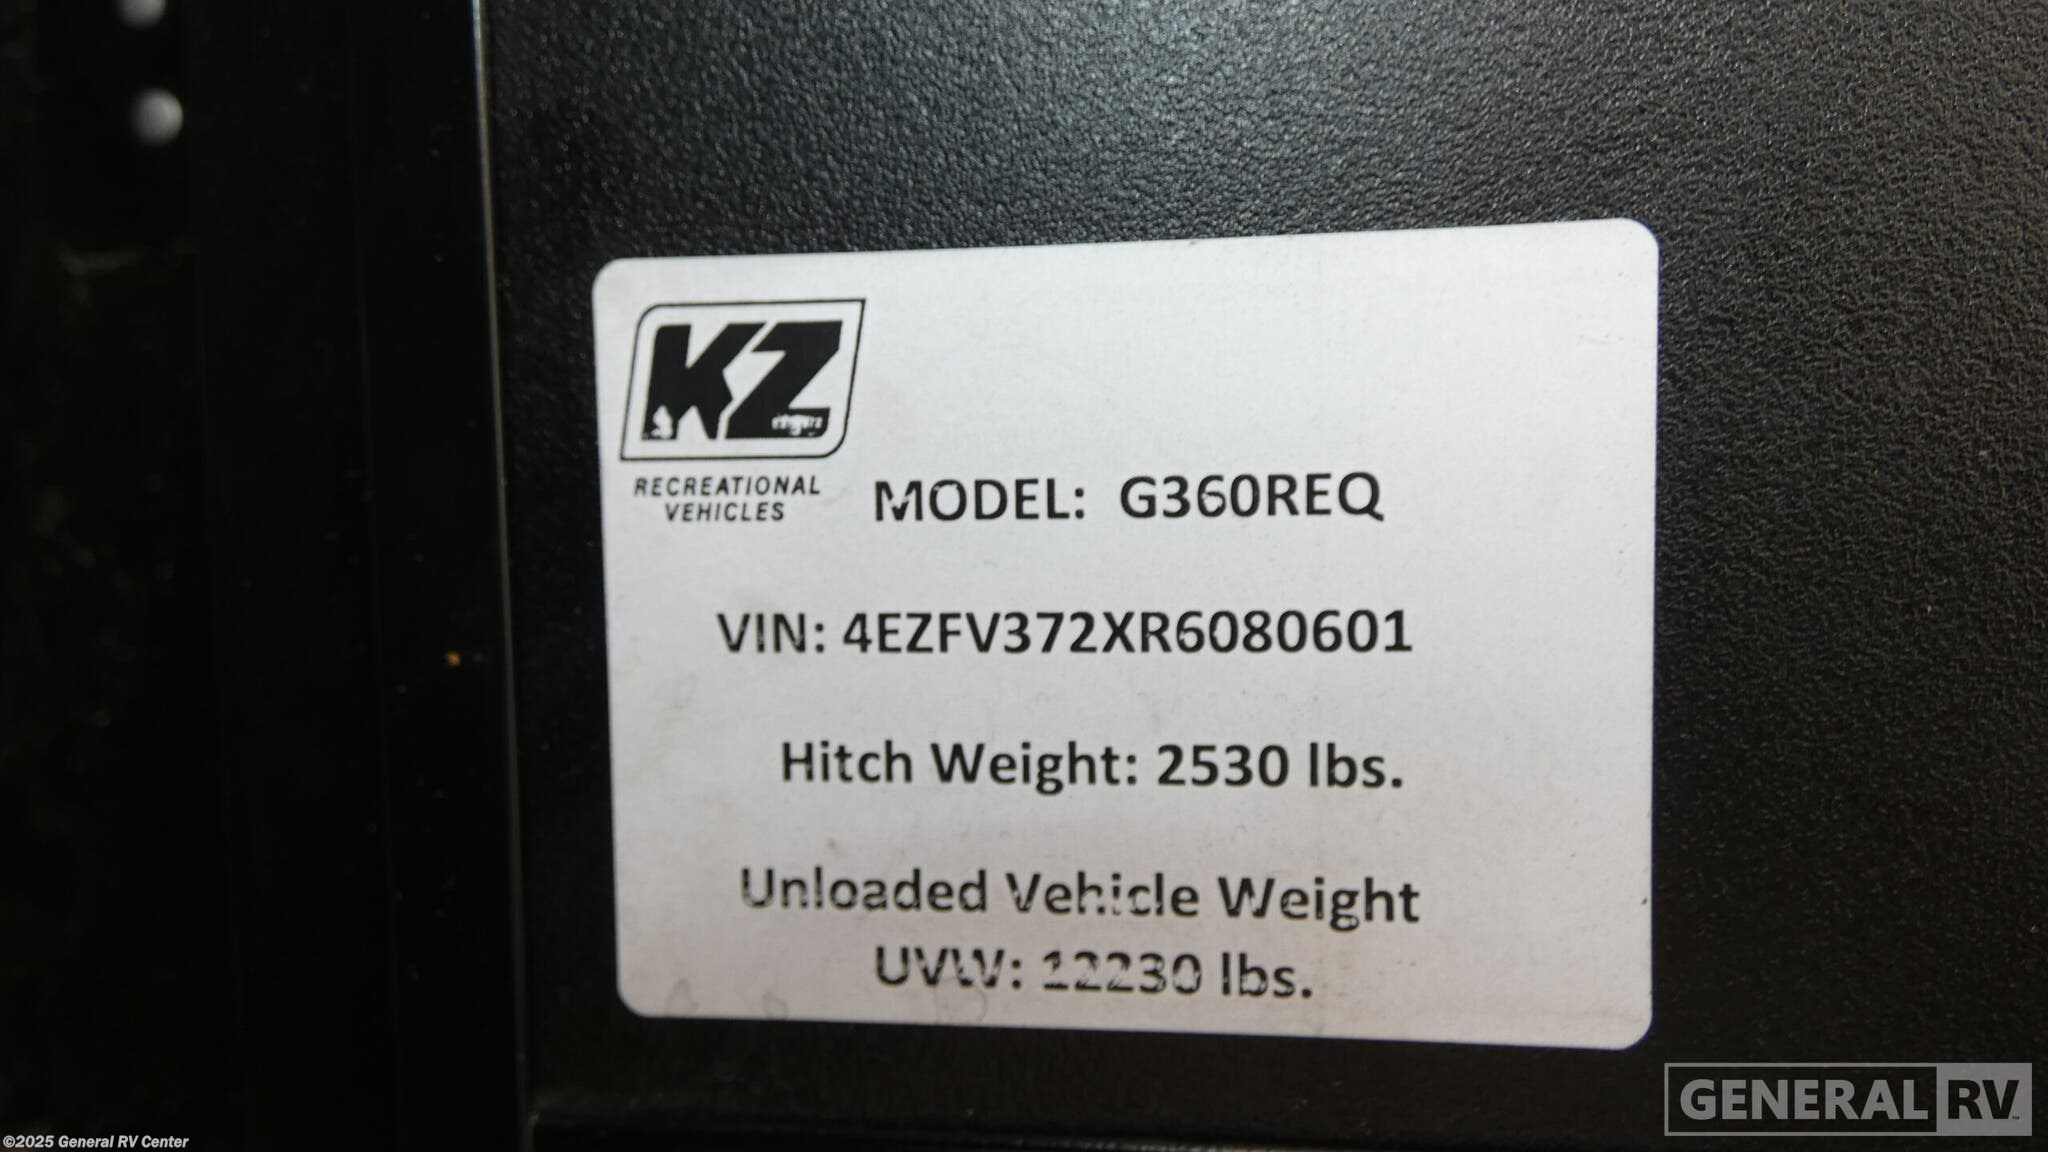 KZ
RECREATIONAL
VEHICLES
MODEL: G360REQ
VIN: 4EZFV372XR6080601
Hitch Weight: 2530 lbs.
Unloaded Vehicle Weight
UVW: 12230 lbs.
GENERAL RV
©2025 General RV Center